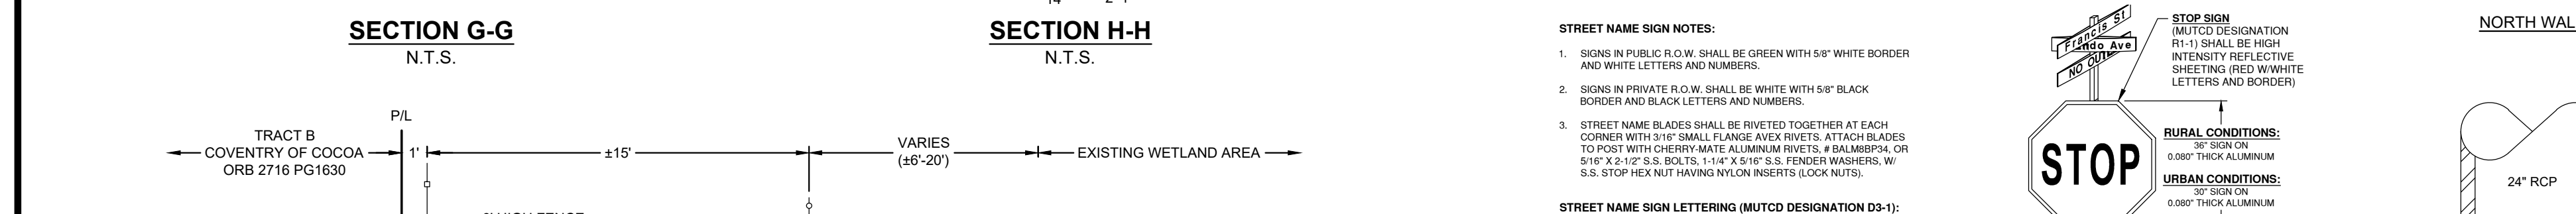 14' 2'-1"
SECTION G-G
N.T.S.
SECTION H-H
N.T.S.
P/L
TRACT B
COVENTRY OF COCOA
ORB 2716 PG1630
1'
±15'
VARIES
(±6'-20')
EXISTING WETLAND AREA
STREET NAME SIGN NOTES:
1. SIGNS IN PUBLIC R.O.W. SHALL BE GREEN WITH 5/8" WHITE BORDER
AND WHITE LETTERS AND NUMBERS.
2. SIGNS IN PRIVATE R.O.W. SHALL BE WHITE WITH 5/8" BLACK
BORDER AND BLACK LETTERS AND NUMBERS.
3. STREET NAME BLADES SHALL BE RIVETED TOGETHER AT EACH
CORNER WITH 3/16" SMALL FLANGE AVEX RIVETS. ATTACH BLADES
TO POST WITH CHERRY-MATE ALUMINUM RIVETS, # BALM8BP34, OR
5/16" X 2-1/2" S.S. BOLTS, 1-1/4" X 5/16" S.S. FENDER WASHERS, W/
S.S. STOP HEX NUT HAVING NYLON INSERTS (LOCK NUTS).
STREET NAME SIGN LETTERING (MUTCD DESIGNATION D3-1):
Francis St
ndo Ave
NO OUTL
STOP
STOP SIGN
(MUTCD DESIGNATION
R1-1) SHALL BE HIGH
INTENSITY REFLECTIVE
SHEETING (RED W/WHITE
LETTERS AND BORDER)
RURAL CONDITIONS:
36" SIGN ON
0.080" THICK ALUMINUM
URBAN CONDITIONS:
30" SIGN ON
0.080" THICK ALUMINUM
NORTH WAL
24" RCP